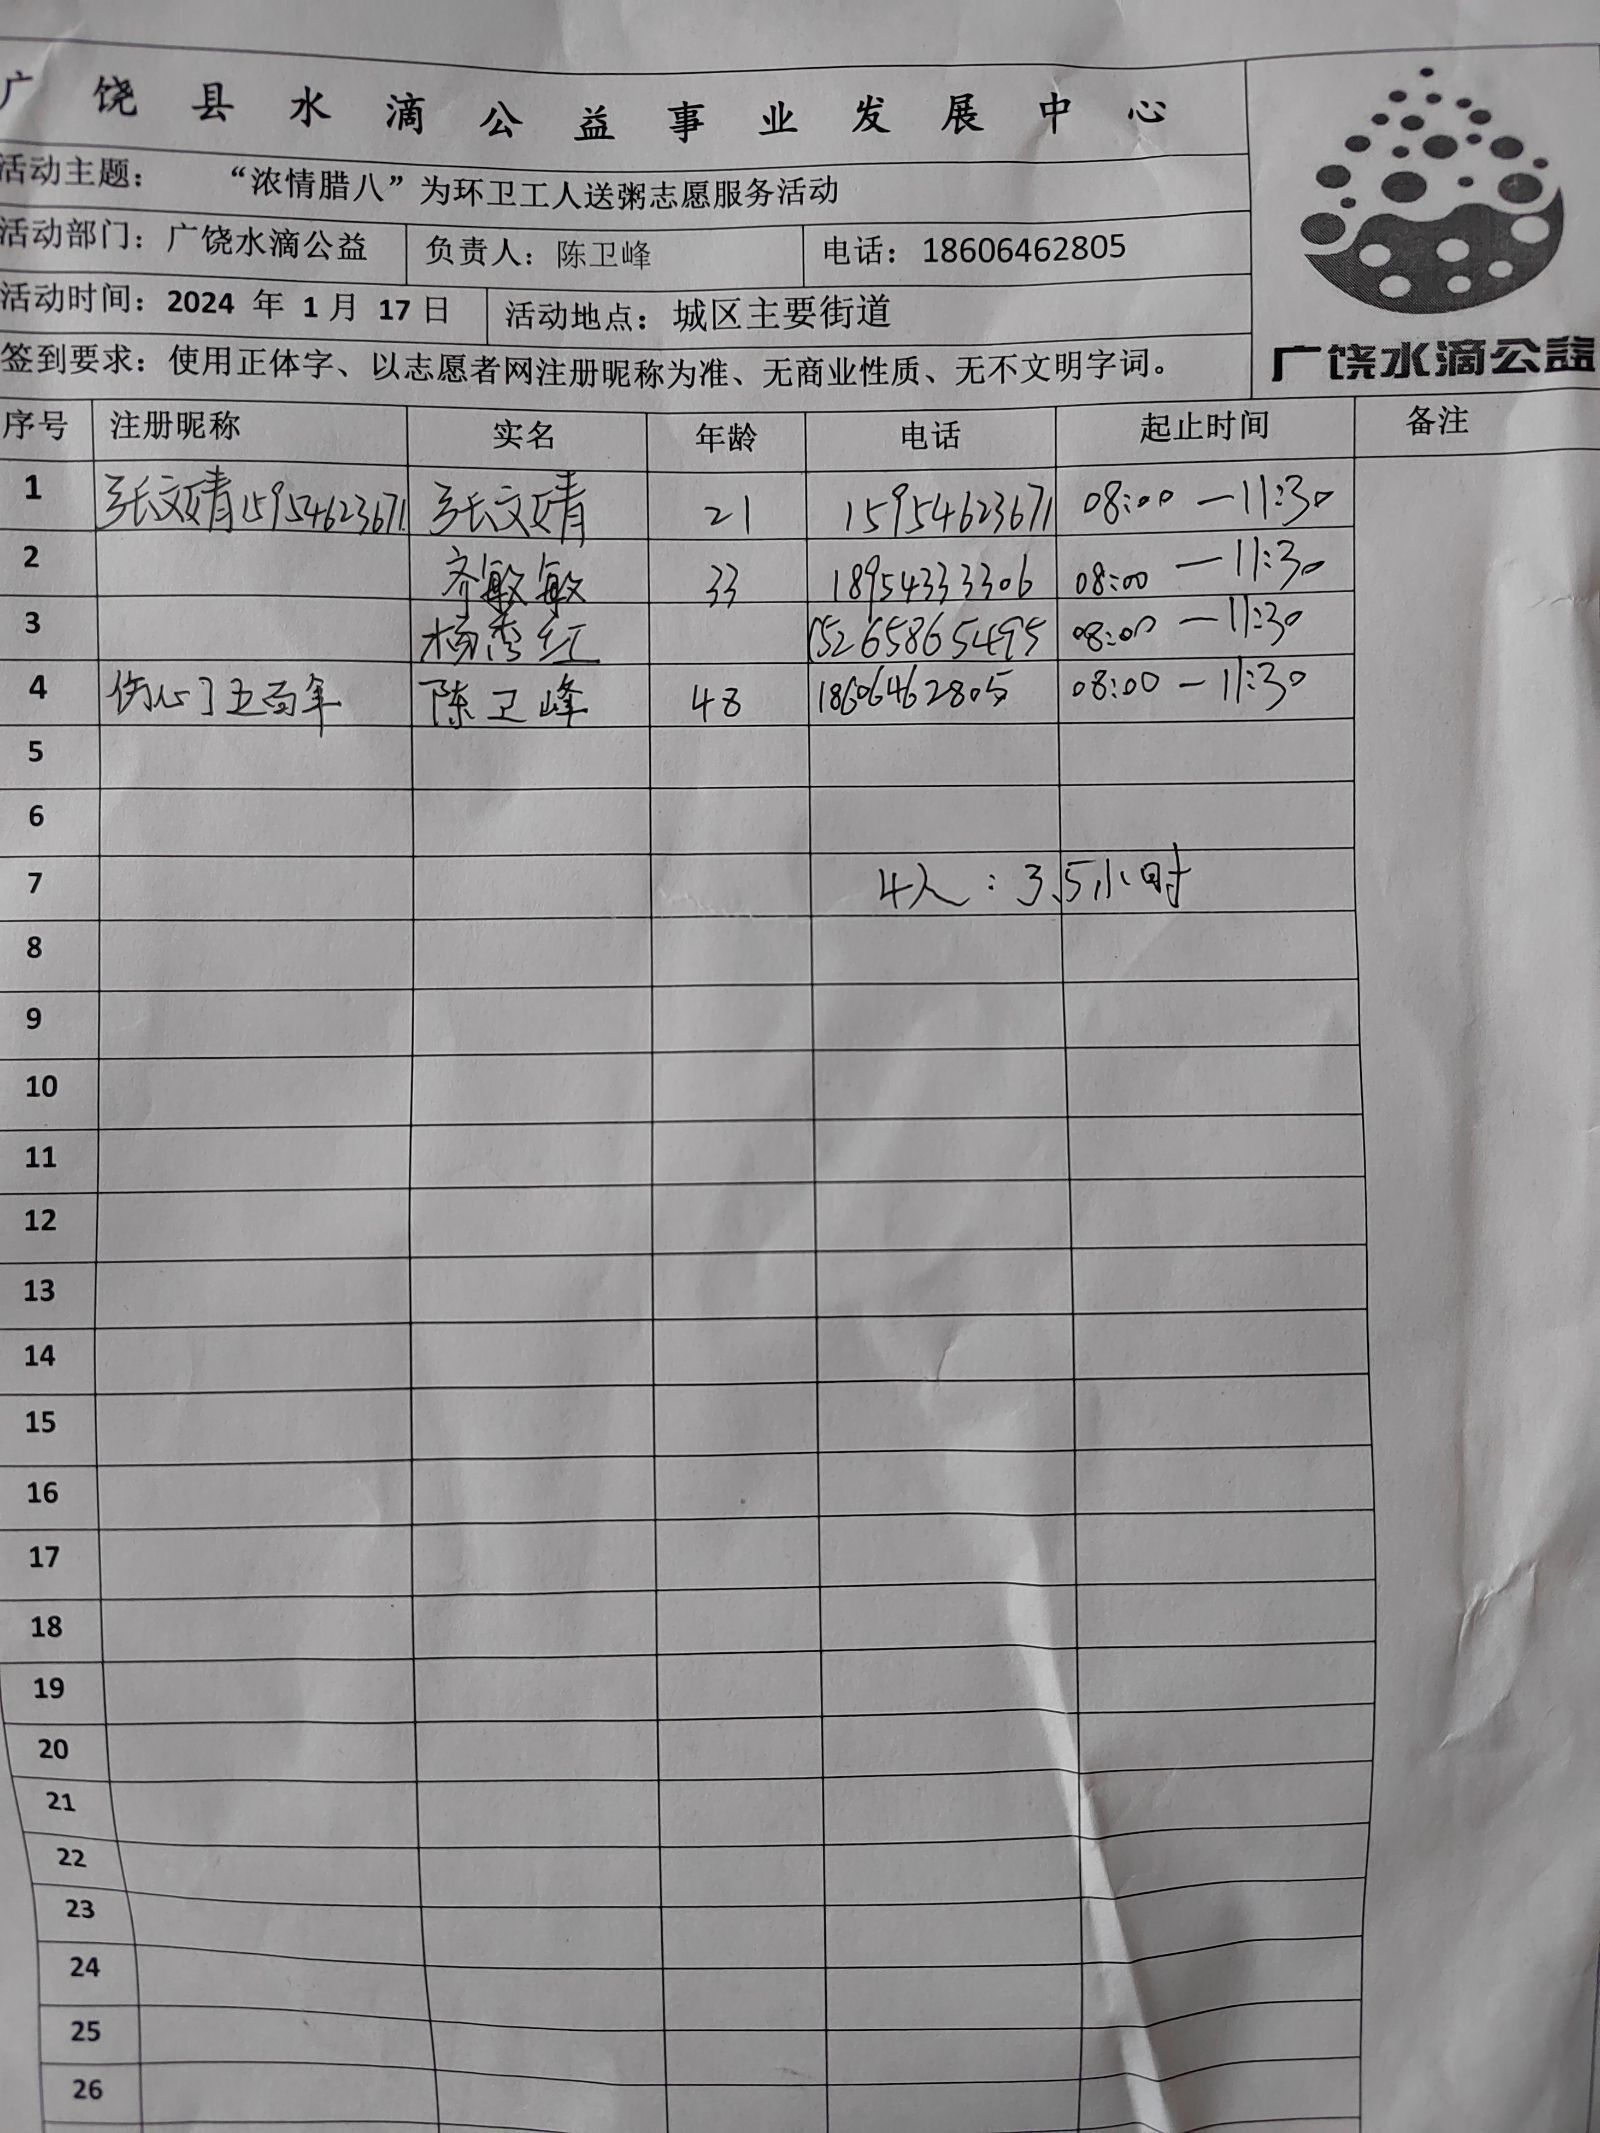 广饶县水滴公益事业发展中心
活动主题： “浓情腊八”为环卫工人送粥志愿服务活动
活动部门：广饶水滴公益 负责人：陈卫峰 电话：18606462805
活动时间：2024 年 1 月 17 日 活动地点：城区主要街道
签到要求：使用正体字、以志愿者网注册昵称为准、无商业性质、无不文明字词。
广饶水滴公益
序号 注册昵称 实名 年龄 电话 起止时间 备注
1 张文婧15954623671 张文婧 21 15954623671 08:00 — 11:30
2 齐敏敏 33 18954333306 08:00 — 11:30
3 杨秀红 15265865495 08:00 — 11:30
4 伤心了五百年 陈卫峰 48 18606462805 08:00 — 11:30
5
6
7 4人：3.5小时
8
9
10
11
12
13
14
15
16
17
18
19
20
21
22
23
24
25
26